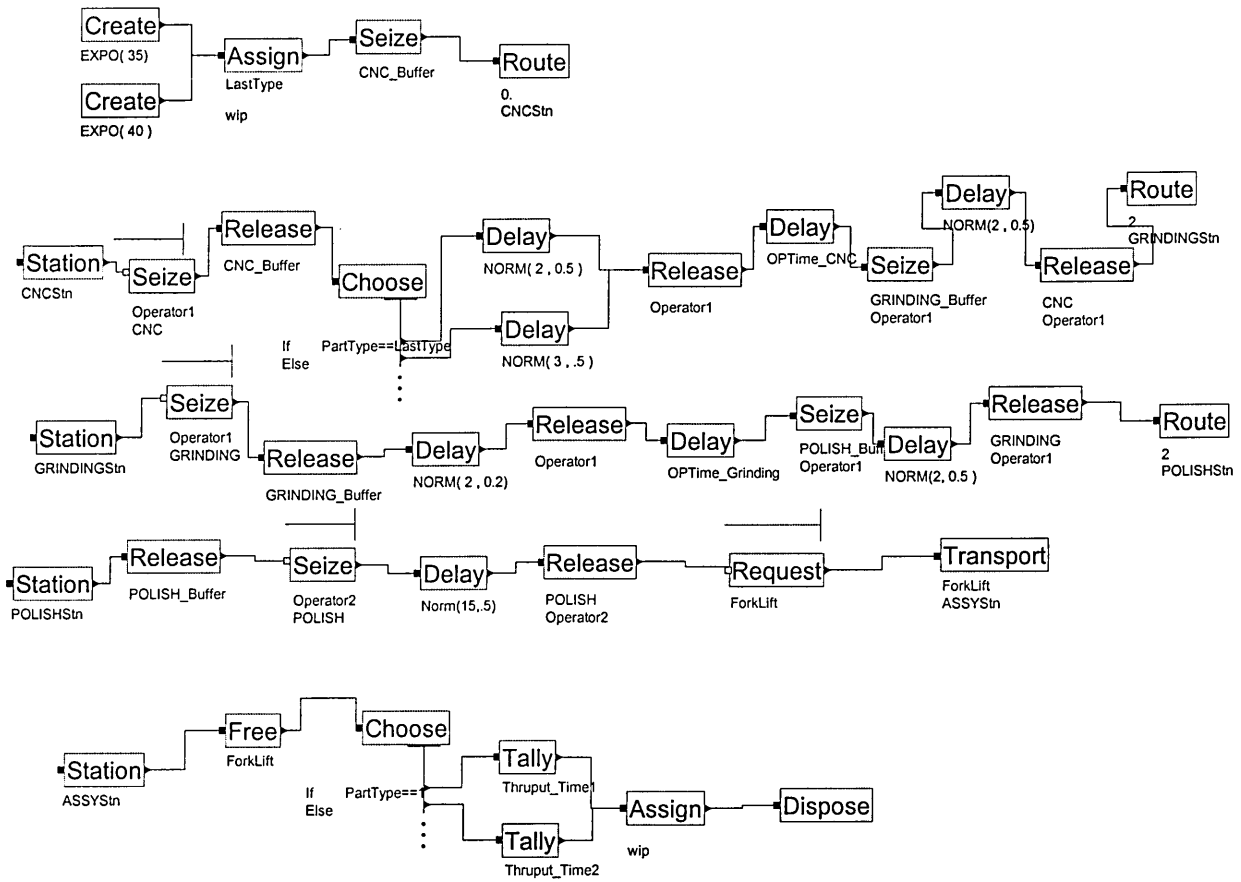 Create
EXPO( 35)
Create
EXPO( 40 )
Assign
LastType
wip
Seize
CNC_Buffer
Route
0.
CNCStn
Station
CNCStn
Seize
Operator1
CNC
Release
CNC_Buffer
Choose
If PartType==LastType
Else
Delay
NORM( 2 , 0.5 )
Delay
NORM( 3 , .5 )
Release
Operator1
Delay
OPTime_CNC
Seize
GRINDING_Buffer
Operator1
Delay
NORM(2 , 0.5)
Release
CNC
Operator1
Route
2
GRINDINGStn
Station
GRINDINGStn
Seize
Operator1
GRINDING
Release
GRINDING_Buffer
Delay
NORM( 2 , 0.2)
Release
Operator1
Delay
OPTime_Grinding
Seize
Operator1
Delay
NORM(2, 0.5 )
Release
GRINDING
Operator1
Route
2
POLISHStn
Station
POLISHStn
Release
POLISH_Buffer
Seize
Operator2
POLISH
Delay
Norm(15,.5)
Release
POLISH
Operator2
Request
ForkLift
Transport
ForkLift
ASSYStn
Station
ASSYStn
Free
ForkLift
Choose
If PartType==
Else
Tally
Thruput_Time1
Tally
Thruput_Time2
Assign
wip
Dispose